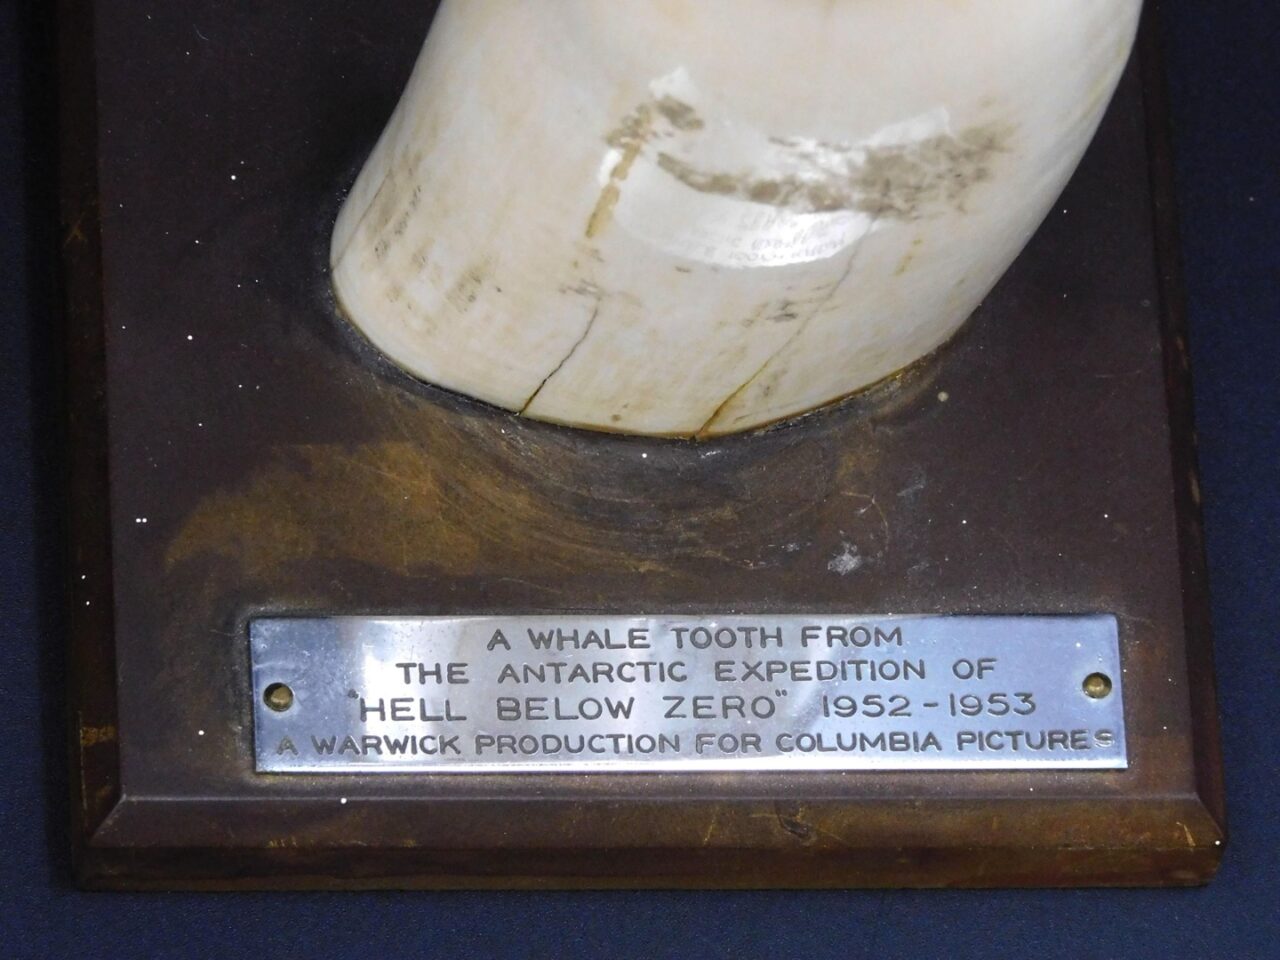 A WHALE TOOTH FROM
THE ANTARCTIC EXPEDITION OF
"HELL BELOW ZERO" 1952-1953
A WARWICK PRODUCTION FOR COLUMBIA PICTURES